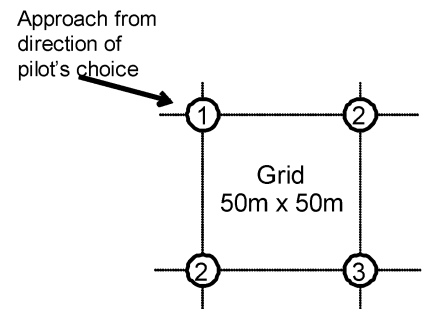 Approach from
direction of
pilot's choice
1
2
Grid
50m x 50m
2
3